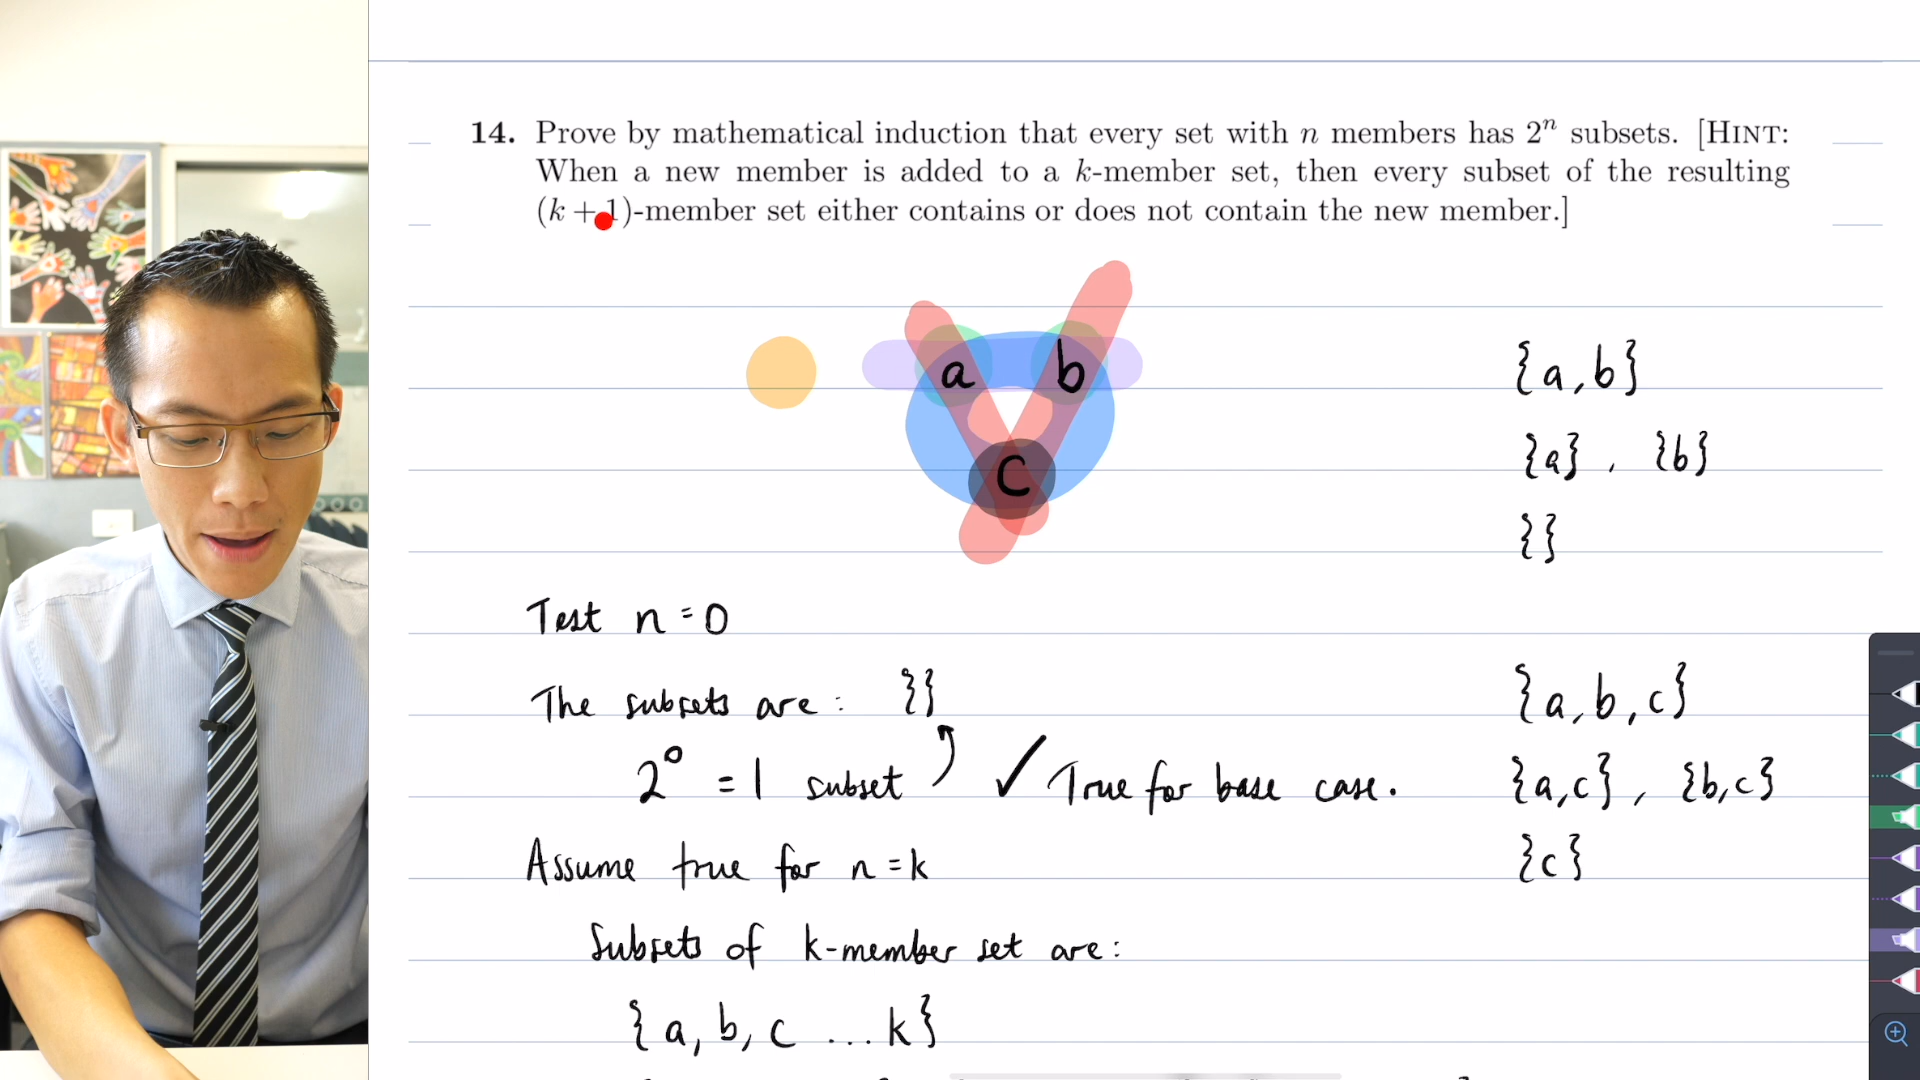 14. Prove by mathematical induction that every set with n members has 2ⁿ subsets. [HINT:
When a new member is added to a k-member set, then every subset of the resulting
(k + 1)-member set either contains or does not contain the new member.]
a b
C
{a,b}
{a}, {b}
{}
Test n = 0
The subsets are: {}
2⁰ = 1 subset ✓ True for base case.
Assume true for n = k
Subsets of k-member set are:
{a, b, c ... k}
{a,b,c}
{a,c}, {b,c}
{c}